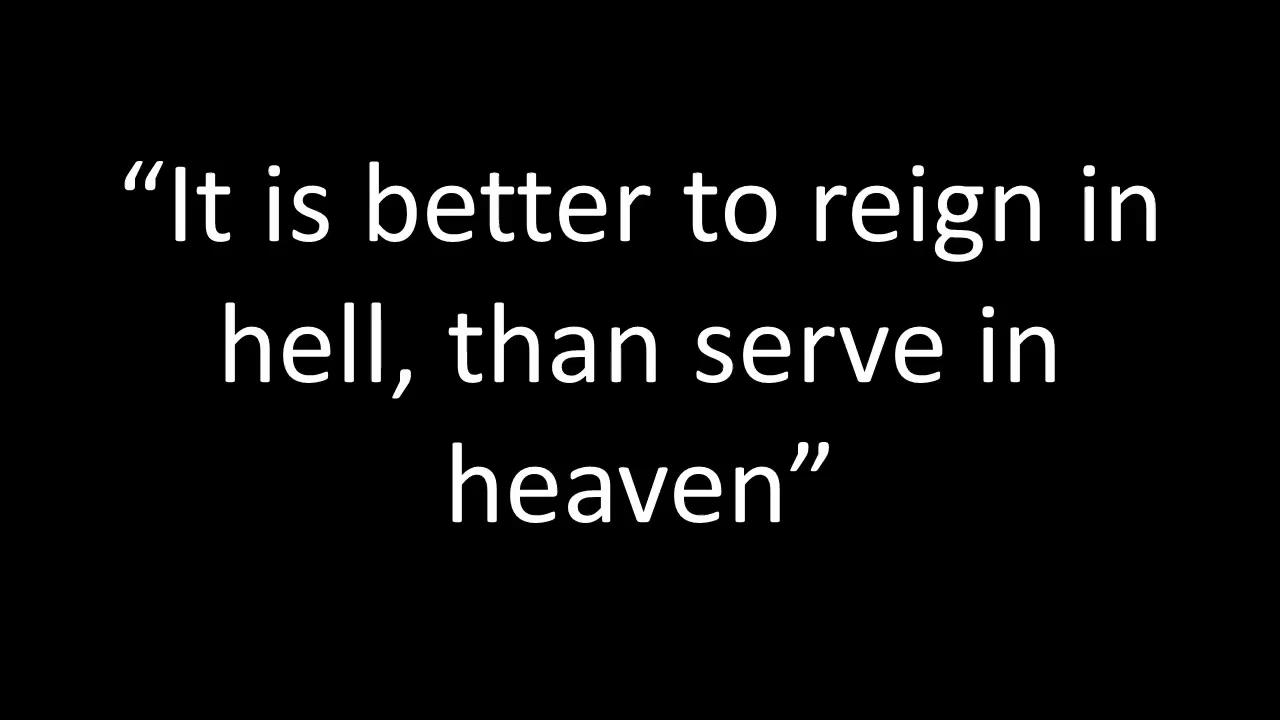 “It is better to reign in
hell, than serve in
heaven”